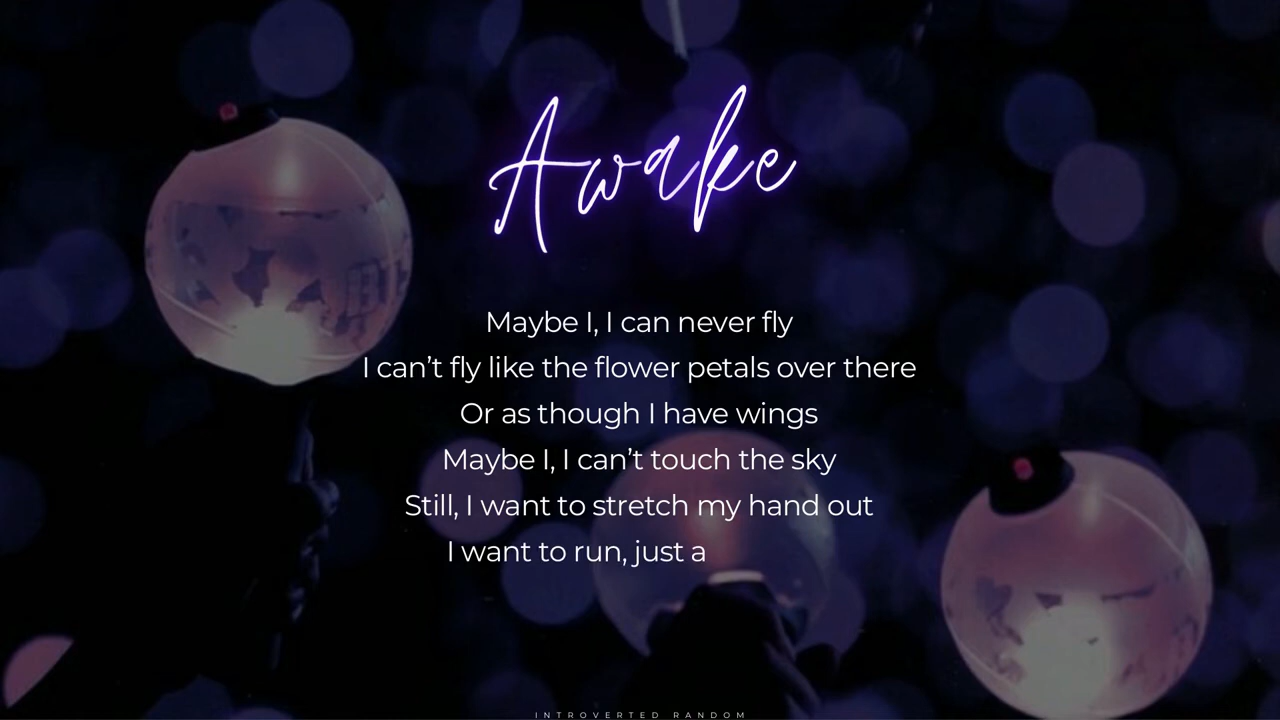 Awake
Maybe I, I can never fly
I can’t fly like the flower petals over there
Or as though I have wings
Maybe I, I can’t touch the sky
Still, I want to stretch my hand out
I want to run, just a
INTROVERTED RANDOM